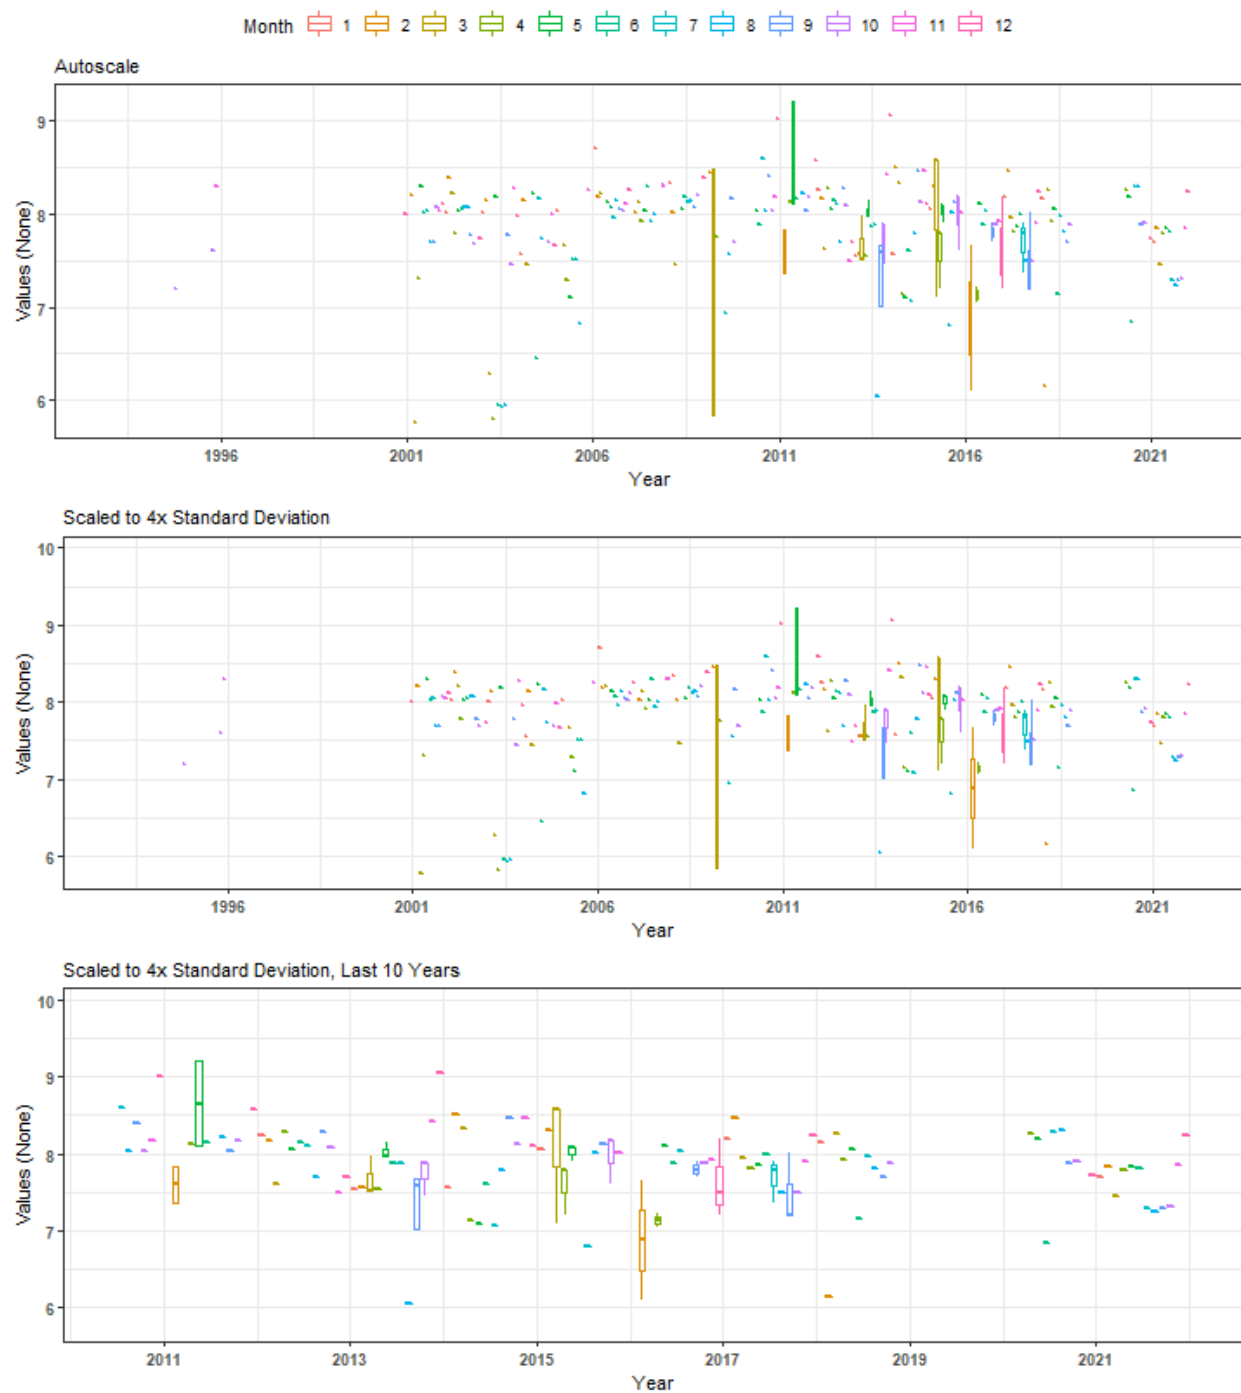 Month 1 2 3 4 5 6 7 8 9 10 11 12
Autoscale
9
8
7
6
Values (None)
1996 2001 2006 2011 2016 2021
Year
Scaled to 4x Standard Deviation
10
9
8
7
6
Values (None)
1996 2001 2006 2011 2016 2021
Year
Scaled to 4x Standard Deviation, Last 10 Years
10
9
8
7
6
Values (None)
2011 2013 2015 2017 2019 2021
Year